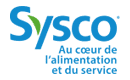 Sysco®
Au cœur de
l'alimentation
et du service